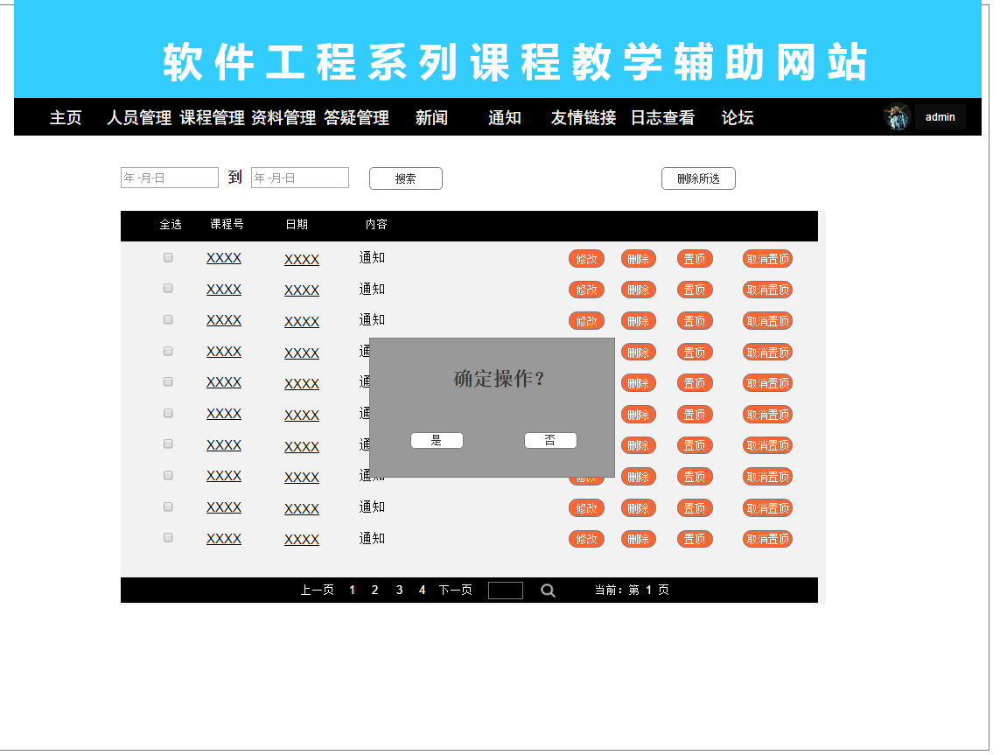 软件工程系列课程教学辅助网站
主页 人员管理 课程管理 资料管理 答疑管理 新闻 通知 友情链接 日志查看 论坛 admin
年 -月-日 到 年 -月-日 搜索 删除所选
全选 课程号 日期 内容
XXXX XXXX 通知 修改 删除 置顶 取消置顶
XXXX XXXX 通知 修改 删除 置顶 取消置顶
XXXX XXXX 通知 修改 删除 置顶 取消置顶
XXXX XXXX 通 删除 置顶 取消置顶
确定操作？
XXXX XXXX 通 删除 置顶 取消置顶
XXXX XXXX 通 删除 置顶 取消置顶
是 否
XXXX XXXX 通 删除 置顶 取消置顶
XXXX XXXX 通知 修改 删除 置顶 取消置顶
XXXX XXXX 通知 修改 删除 置顶 取消置顶
XXXX XXXX 通知 修改 删除 置顶 取消置顶
上一页 1 2 3 4 下一页 当前：第 1 页